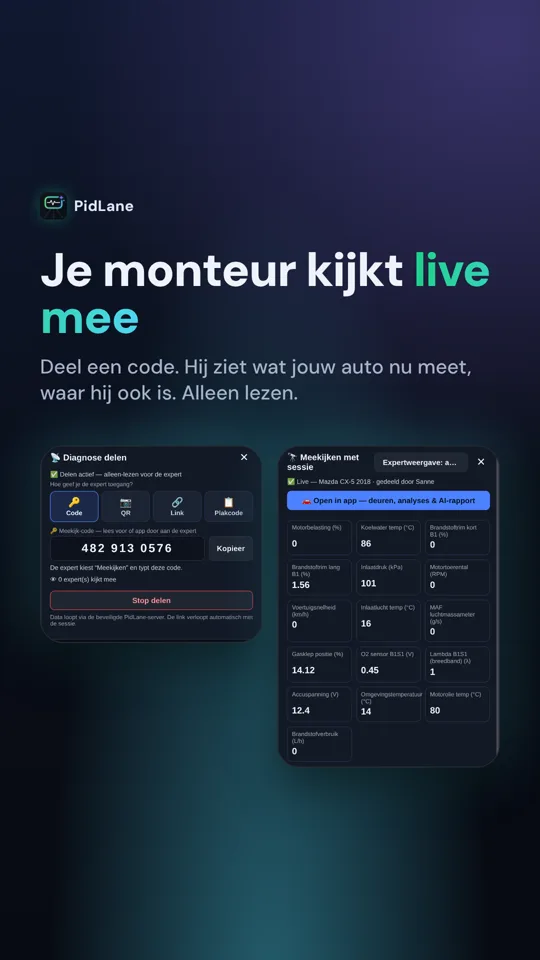 PidLane
Je monteur kijkt live
mee
Deel een code. Hij ziet wat jouw auto nu meet,
waar hij ook is. Alleen lezen.
📡 Diagnose delen ✕
✅ Delen actief — alleen-lezen voor de expert
Hoe geef je de expert toegang?
🔑 Code
📷 QR
🔗 Link
📋 Plakcode
🔑 Meekijk-code — lees voor of app door aan de expert
482 913 0576
Kopieer
De expert kiest "Meekijken" en typt deze code.
👁 0 expert(s) kijkt mee
Stop delen
Data loopt via de beveiligde PidLane-server. De link verloopt automatisch met
de sessie
🔭 Meekijken met
sessie
Expertweergave: a…
✕
✅ Live — Mazda CX-5 2018 · gedeeld door Sanne
🚗 Open in app — deuren, analyses & AI-rapport
Motorbelasting (%)
0
Koelwater temp (°C)
86
Brandstoftrim kort
B1 (%)
0
Brandstoftrim lang
B1 (%)
1.56
Inlaatdruk (kPa)
101
Motortoerental
(RPM)
0
Voertuigsnelheid
(km/h)
0
Inlaatlucht temp (°C)
16
MAF
luchtmassameter
(g/s)
0
Gasklep positie (%)
14.12
O2 sensor B1S1 (V)
0.45
Lambda B1S1
(breedband) (λ)
1
Accuspanning (V)
12.4
Omgevingstemperatuur
(°C)
14
Motorolie temp (°C)
80
Brandstofverbruik
(L/h)
0